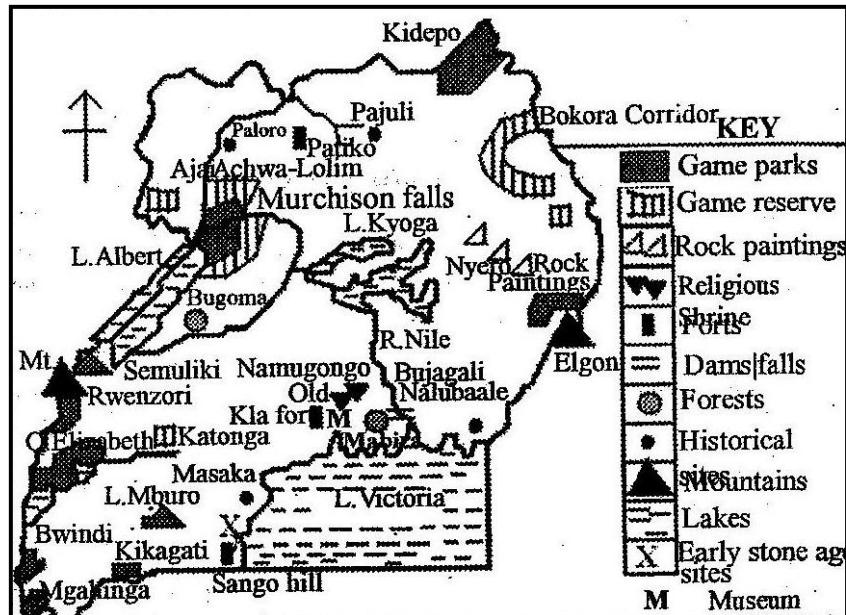 Kidepo
Bokora Corridor
Pajuli
Paloro
Patiko
Ajai Achwa-Lolim
Murchison falls
L.Kyoga
L.Albert
Nyero Rock
Paintings
Bugoma
R.Nile
Mt.
Rwenzori
Semuliki
Namugongo
Old
Kla fort
M
Bujagali
Nalubaale
Mabira
Elgon
Q.Elizabeth
Katonga
Masaka
L.Mburo
L.Victoria
X
Bwindi
Kikagati
Mgahinga
Sango hill
KEY
Game parks
Game reserve
Rock paintings
Religious
Shrine
Forts
Dams|falls
Forests
Historical
sites
Mountains
Lakes
X Early stone age
sites
M Museum